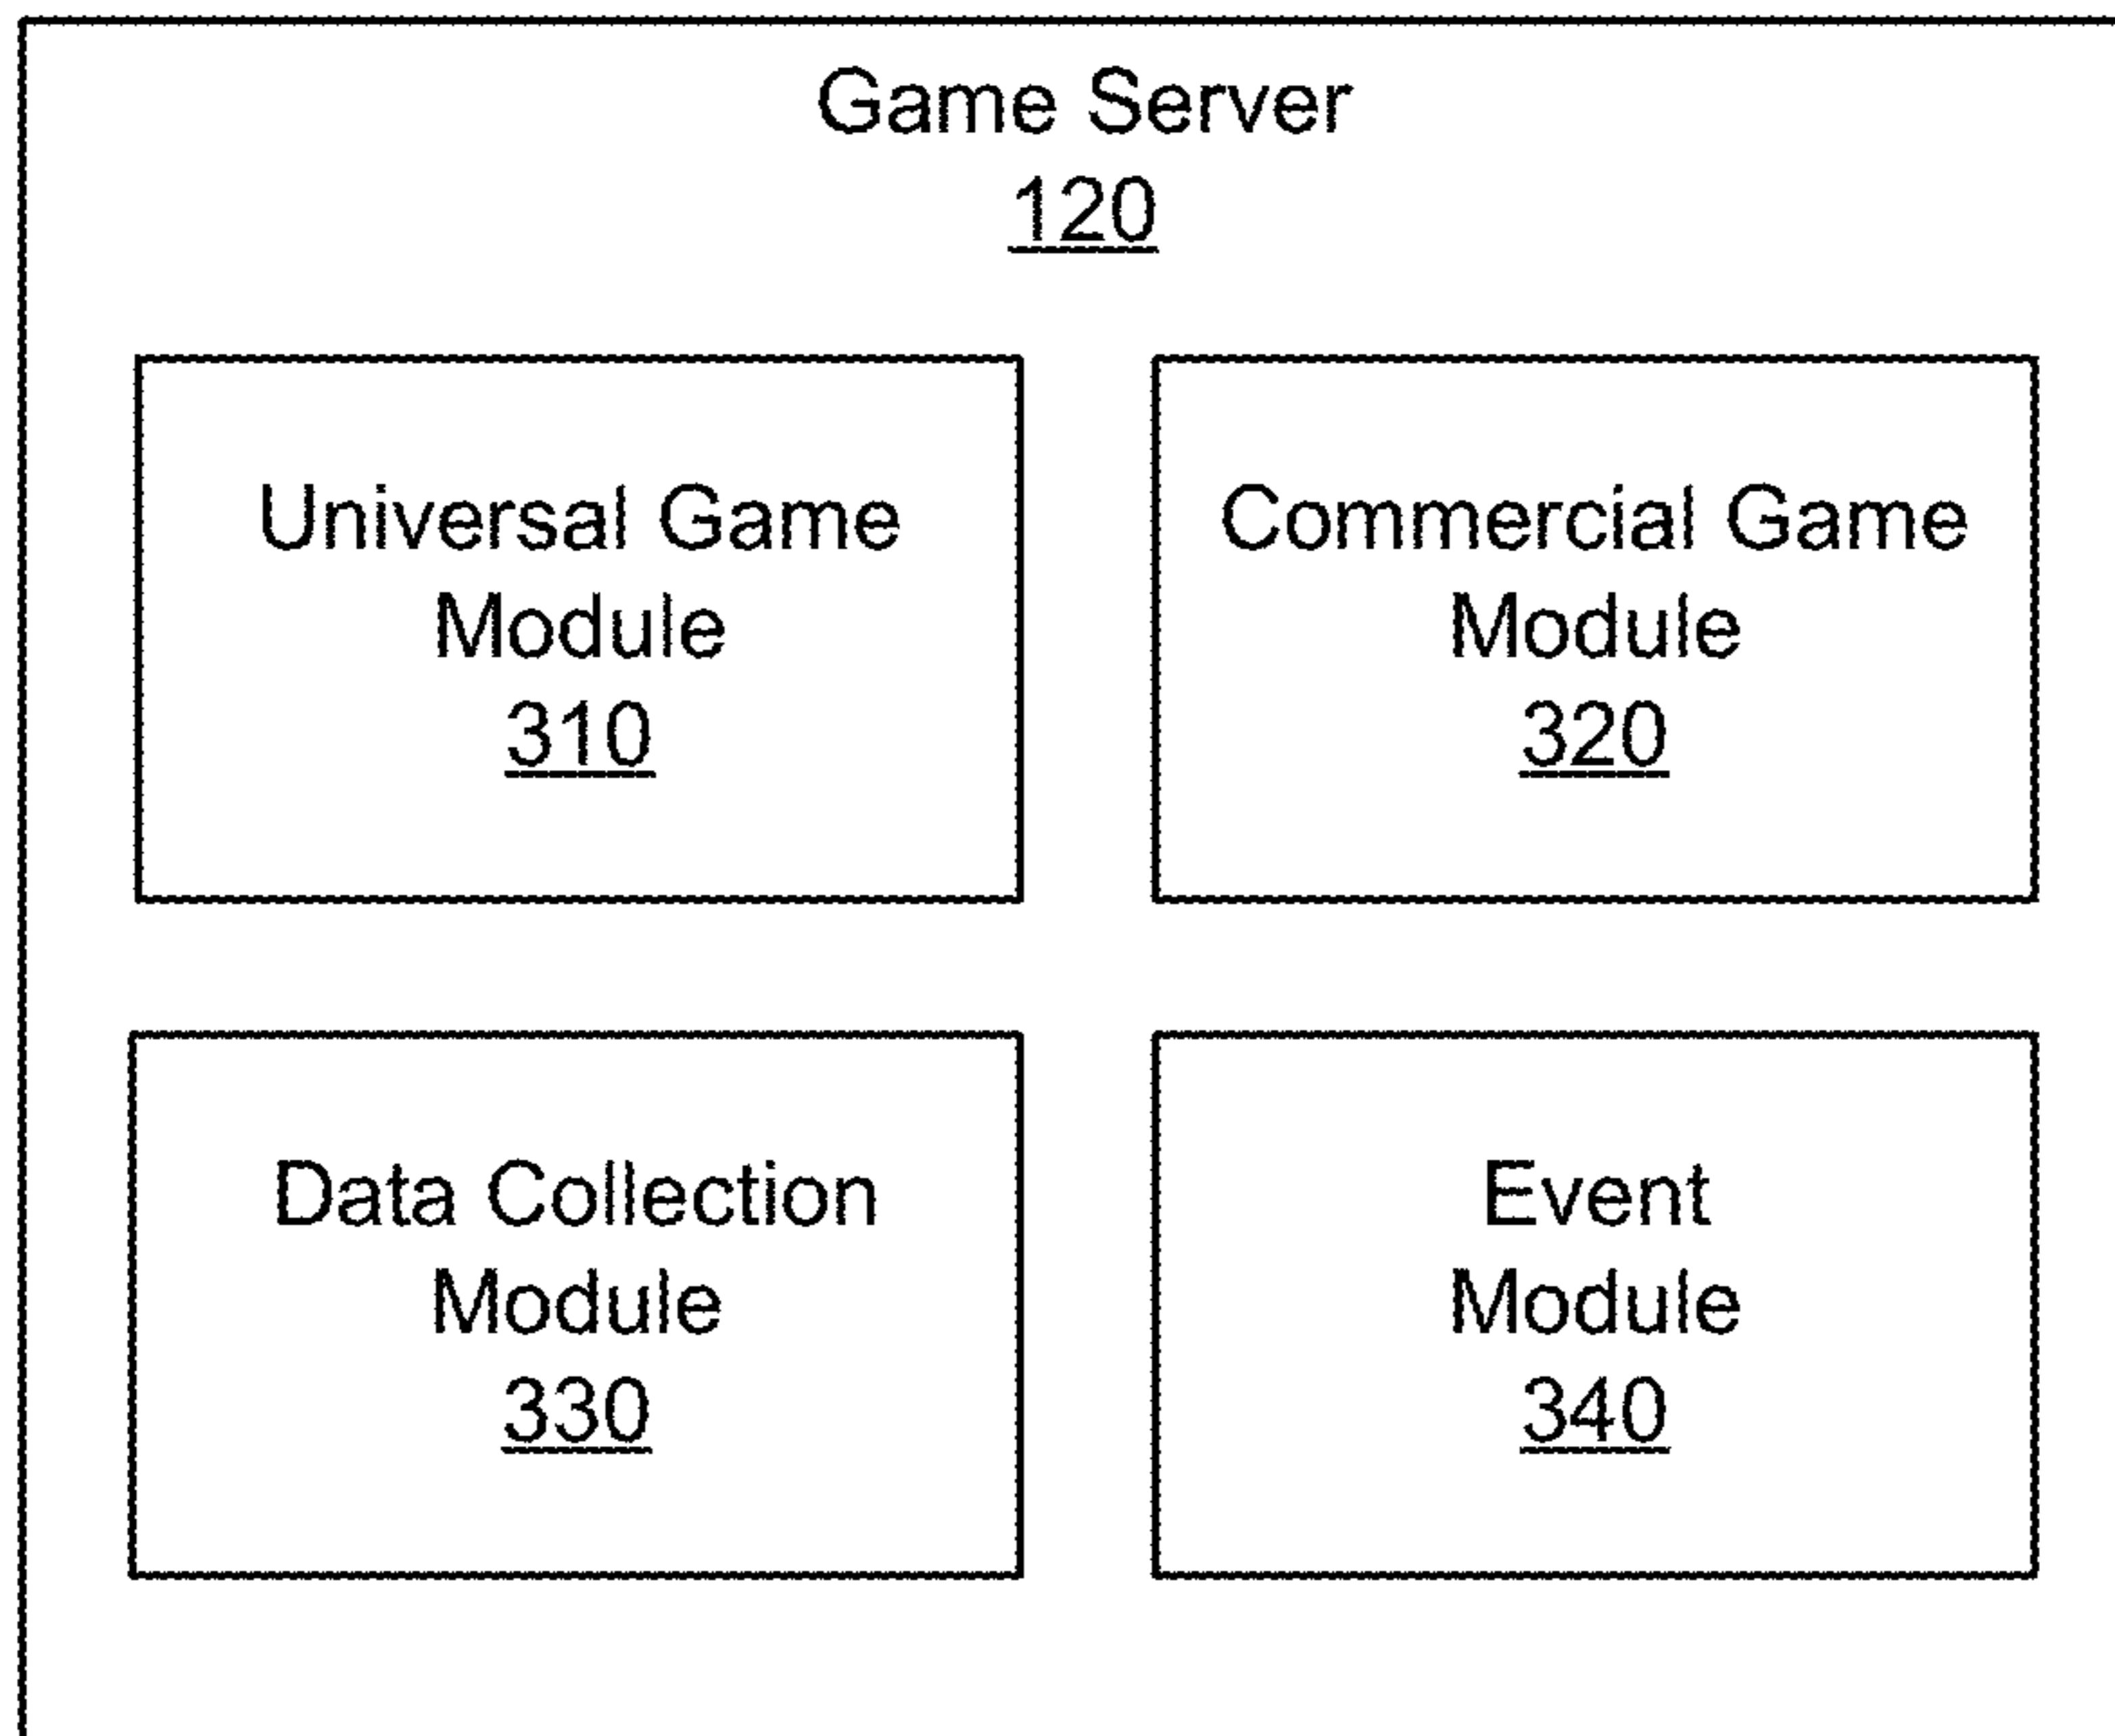 Game Server
120
Universal Game
Module
310
Commercial Game
Module
320
Data Collection
Module
330
Event
Module
340